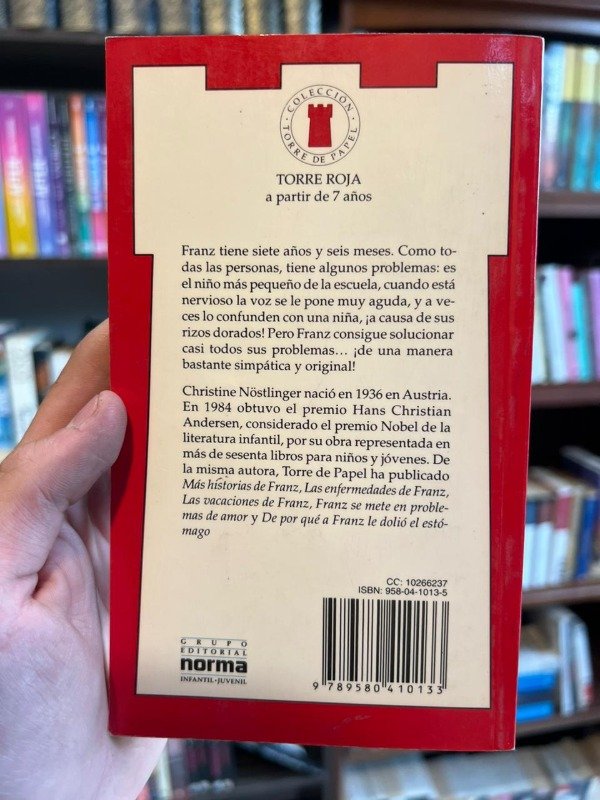 COLECCIÓN
TORRE DE PAPEL
TORRE ROJA
a partir de 7 años
Franz tiene siete años y seis meses. Como to-
das las personas, tiene algunos problemas: es
el niño más pequeño de la escuela, cuando está
nervioso la voz se le pone muy aguda, y a ve-
ces lo confunden con una niña, ¡a causa de sus
rizos dorados! Pero Franz consigue solucionar
casi todos sus problemas... ¡de una manera
bastante simpática y original!
Christine Nöstlinger nació en 1936 en Austria.
En 1984 obtuvo el premio Hans Christian
Andersen, considerado el premio Nobel de la
literatura infantil, por su obra representada en
más de sesenta libros para niños y jóvenes. De
la misma autora, Torre de Papel ha publicado
Más historias de Franz, Las enfermedades de Franz,
Las vacaciones de Franz, Franz se mete en proble-
mas de amor y De por qué a Franz le dolió el estó-
mago
CC: 10266237
ISBN: 958-04-1013-5
GRUPO
EDITORIAL
norma
INFANTIL-JUVENIL
9 789580 410133